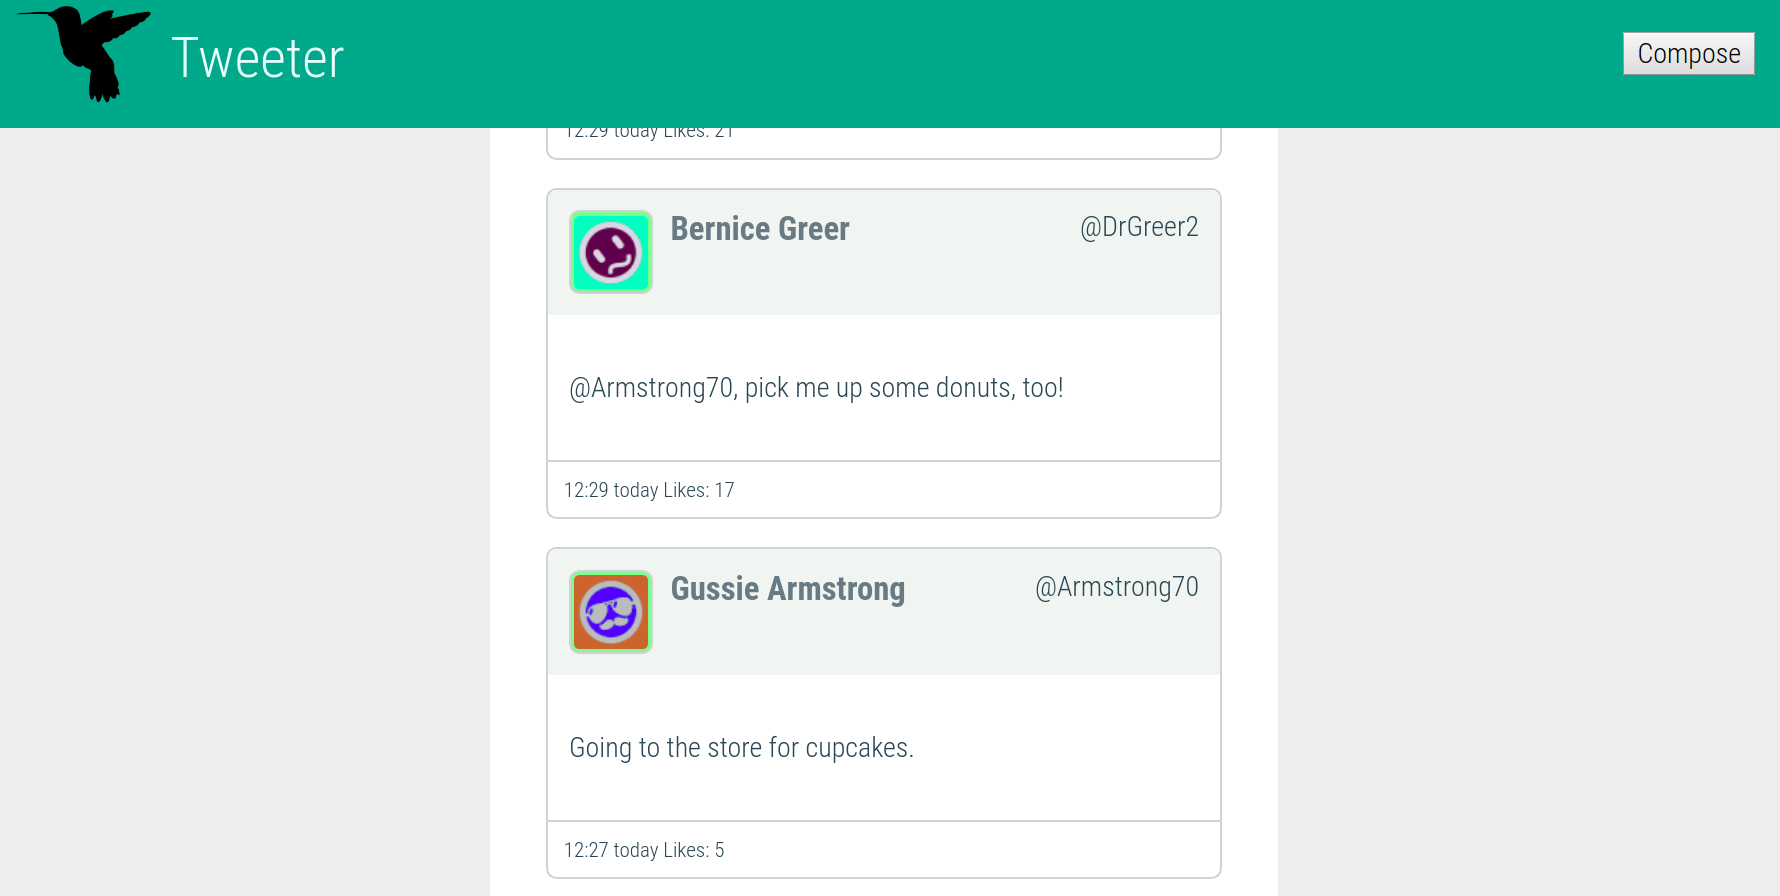 Tweeter
Compose
12:29 today Likes: 21
Bernice Greer
@DrGreer2
@Armstrong70, pick me up some donuts, too!
12:29 today Likes: 17
Gussie Armstrong
@Armstrong70
Going to the store for cupcakes.
12:27 today Likes: 5